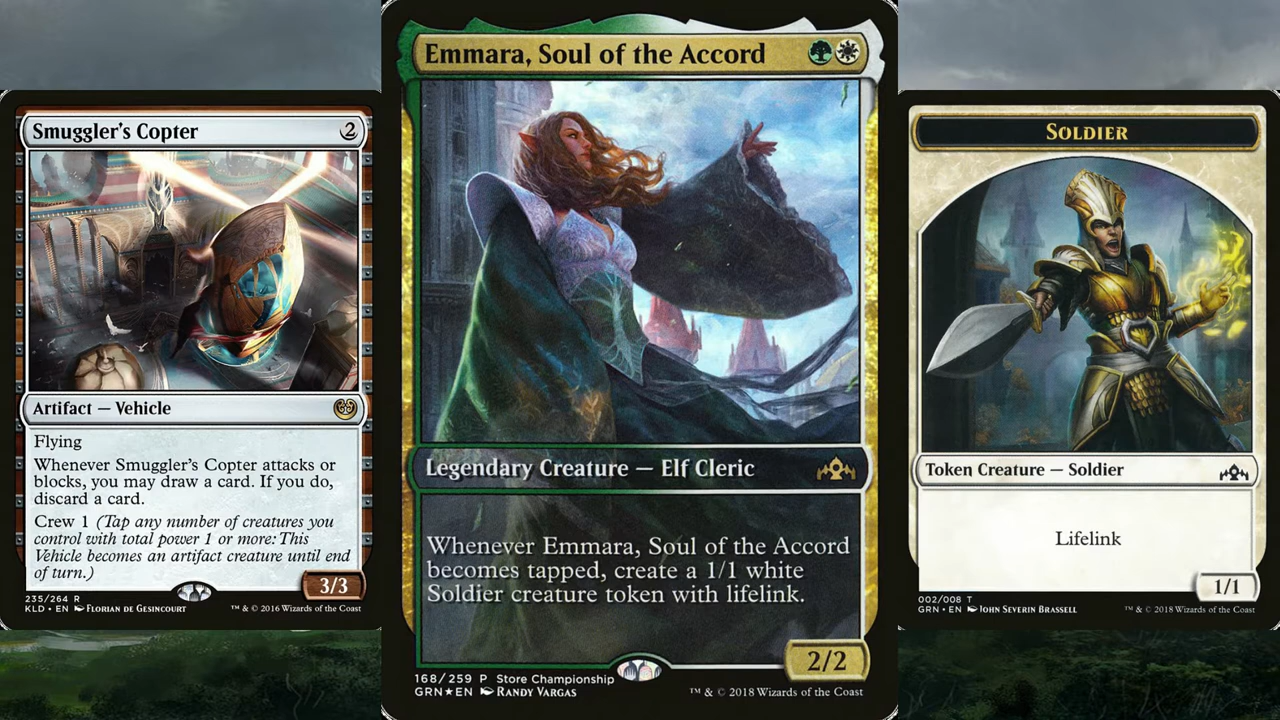 Smuggler's Copter
2
Artifact — Vehicle
Flying
Whenever Smuggler's Copter attacks or
blocks, you may draw a card. If you do,
discard a card.
Crew 1 (Tap any number of creatures you
control with total power 1 or more: This
Vehicle becomes an artifact creature until end
of turn.)
3/3
235/264 R
KLD • EN FLORIAN DE GESINCOURT
™ & © 2016 Wizards of the Coast
Emmara, Soul of the Accord
Legendary Creature — Elf Cleric
Whenever Emmara, Soul of the Accord
becomes tapped, create a 1/1 white
Soldier creature token with lifelink.
2/2
168/259 P Store Championship
GRN★EN RANDY VARGAS
™ & © 2018 Wizards of the Coast
SOLDIER
Token Creature — Soldier
Lifelink
1/1
002/008 T
GRN • EN JOHN SEVERIN BRASSELL
™ & © 2018 Wizards of the Coast